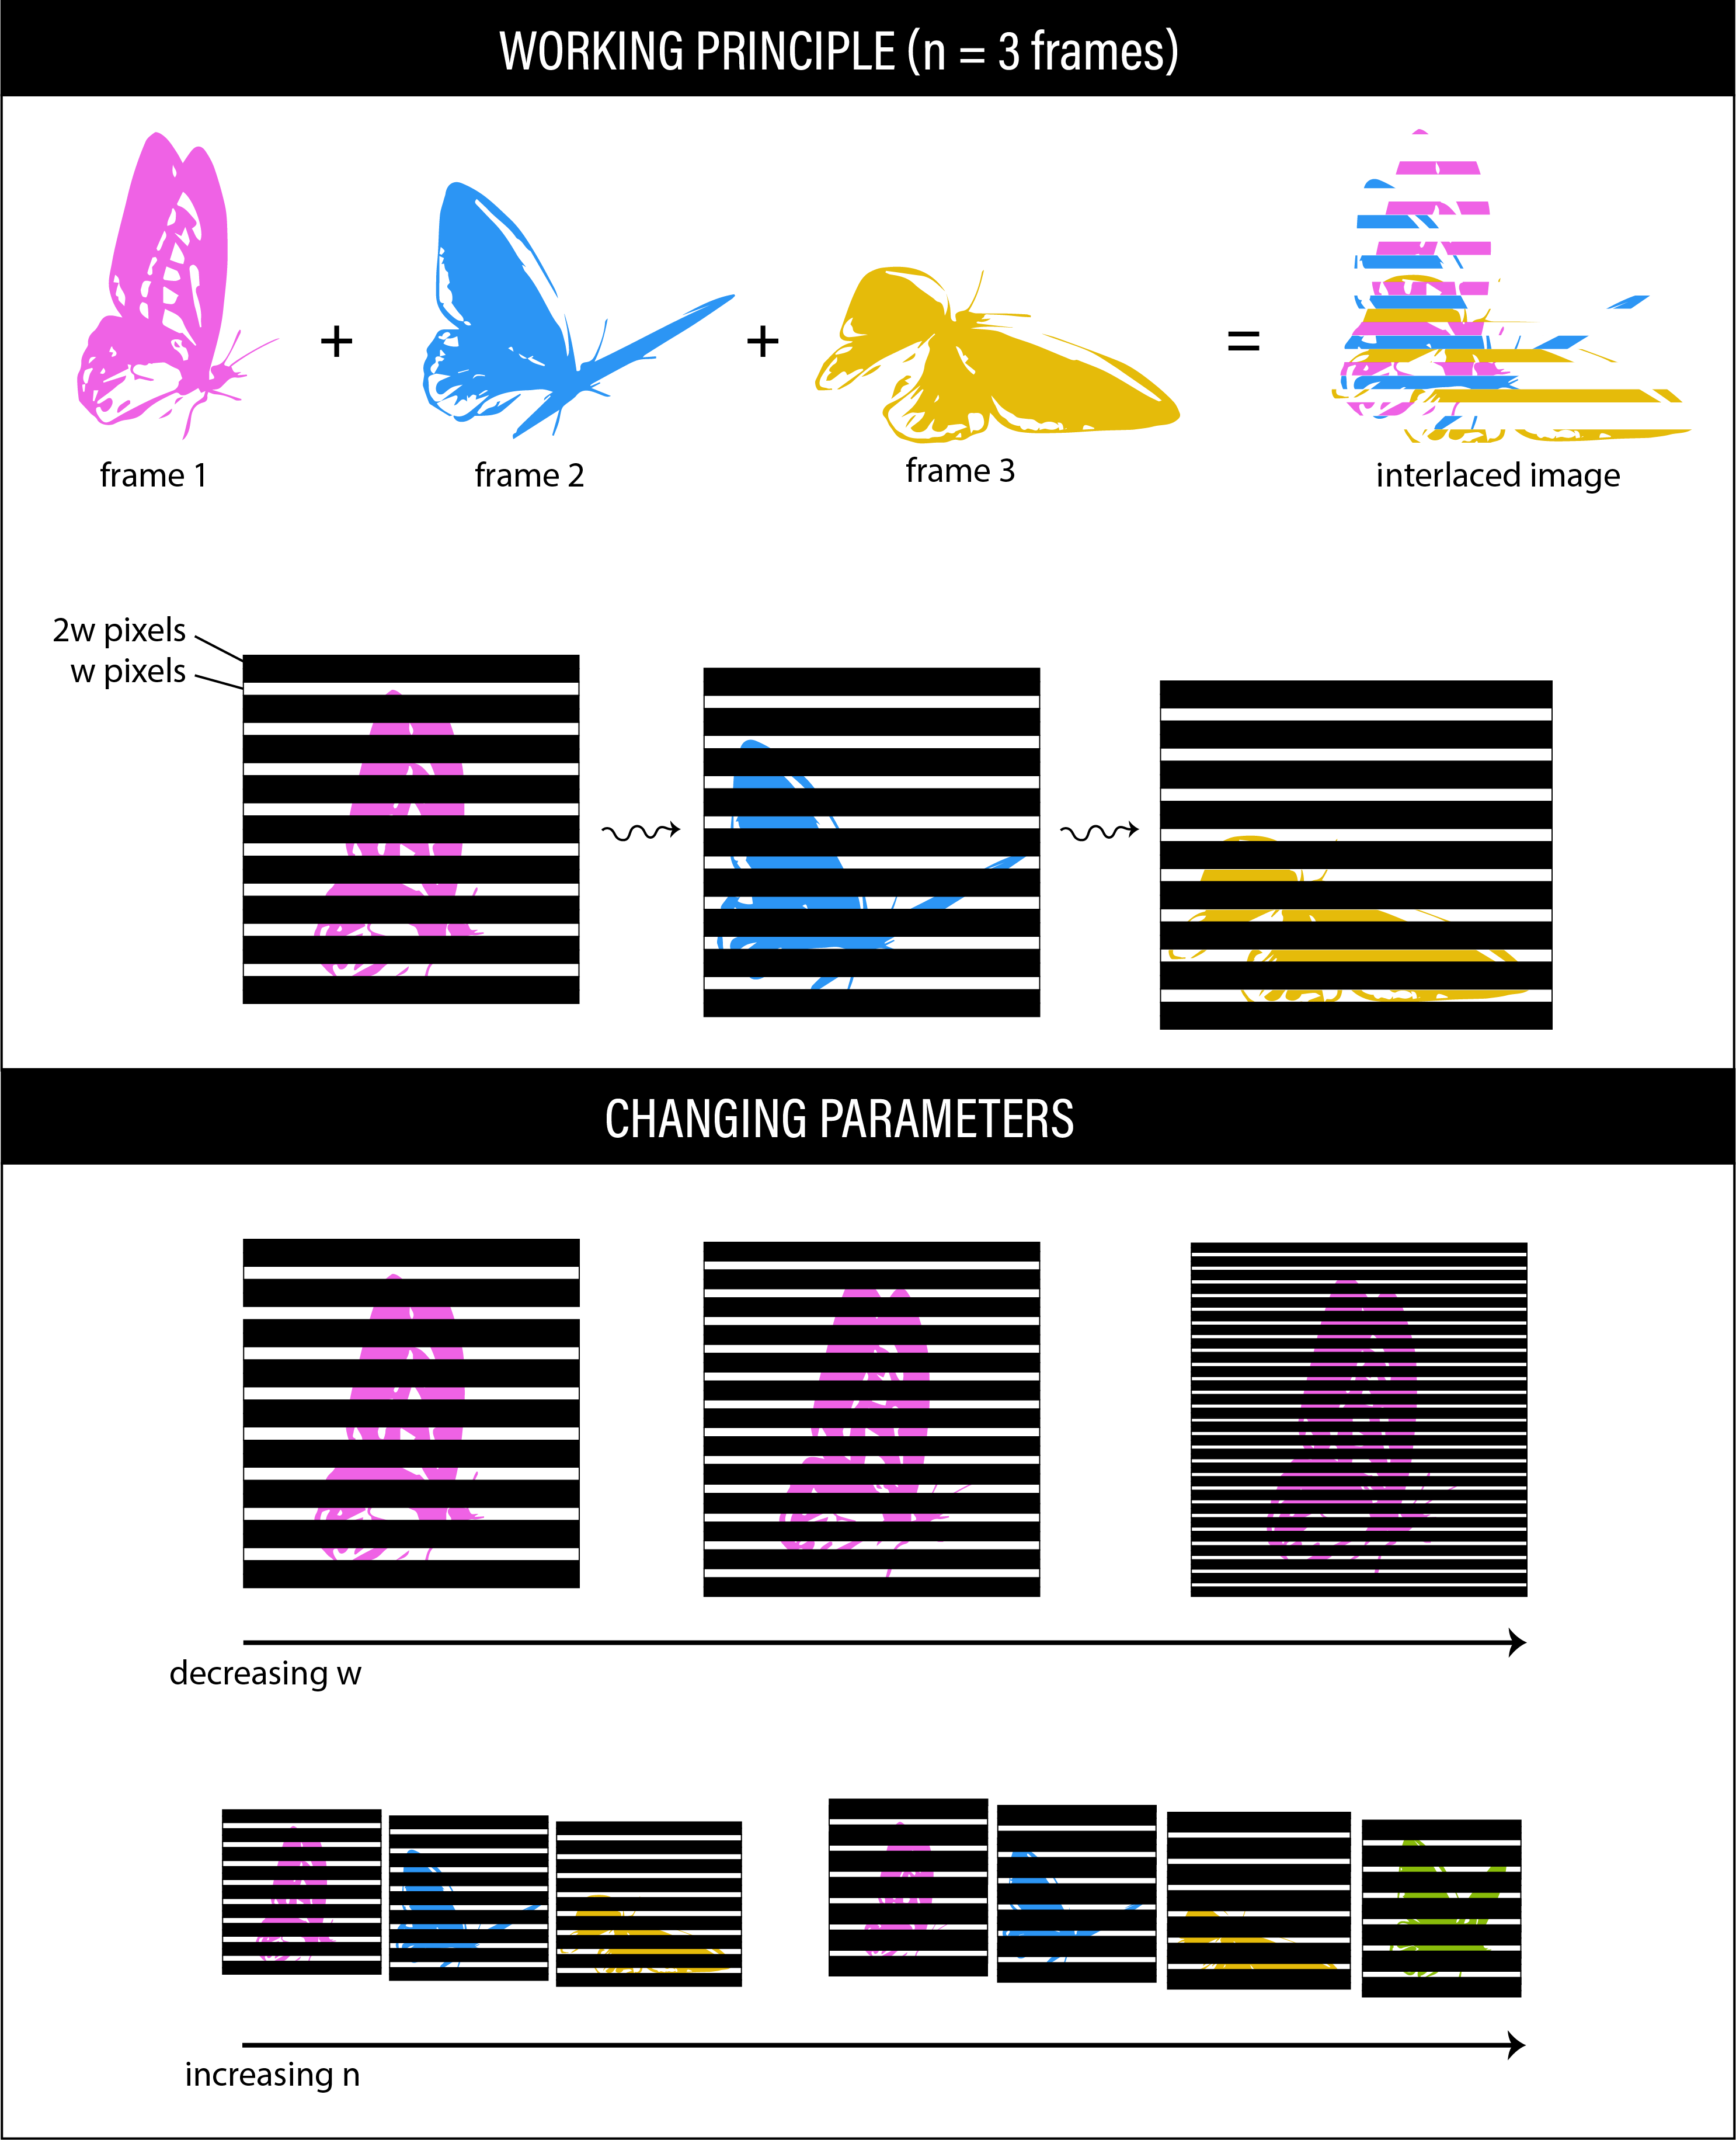 WORKING PRINCIPLE (n = 3 frames)
+
+
=
frame 1
frame 2
frame 3
interlaced image
2w pixels
w pixels
CHANGING PARAMETERS
decreasing w
increasing n